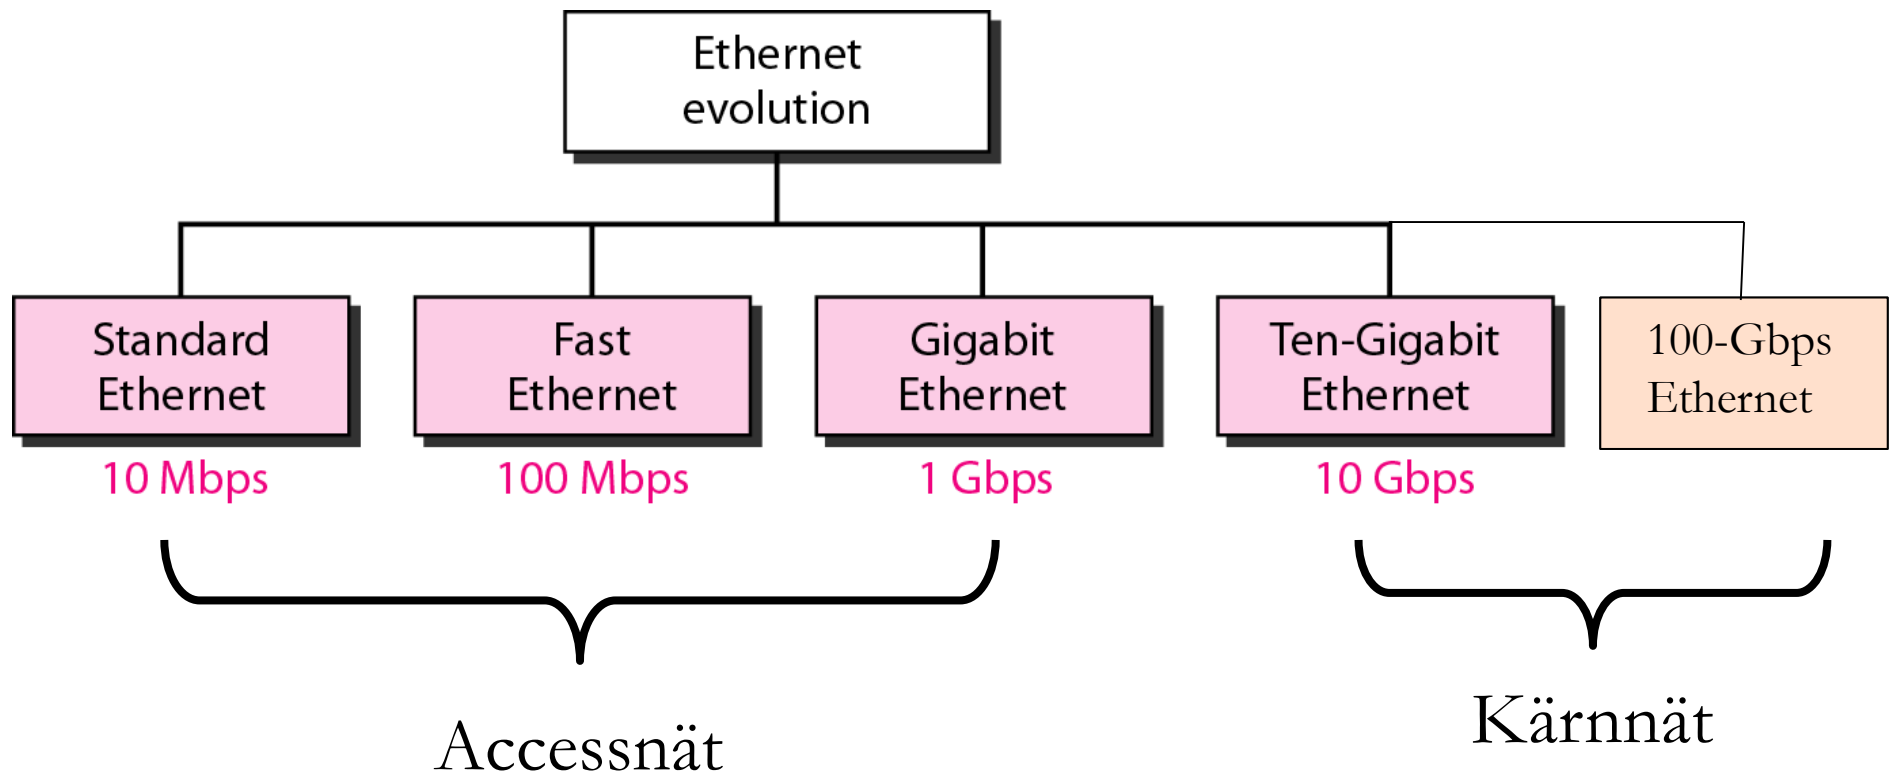 Ethernet
evolution
Standard
Ethernet
10 Mbps
Fast
Ethernet
100 Mbps
Gigabit
Ethernet
1 Gbps
Ten-Gigabit
Ethernet
10 Gbps
100-Gbps
Ethernet
Accessnät
Kärnnät